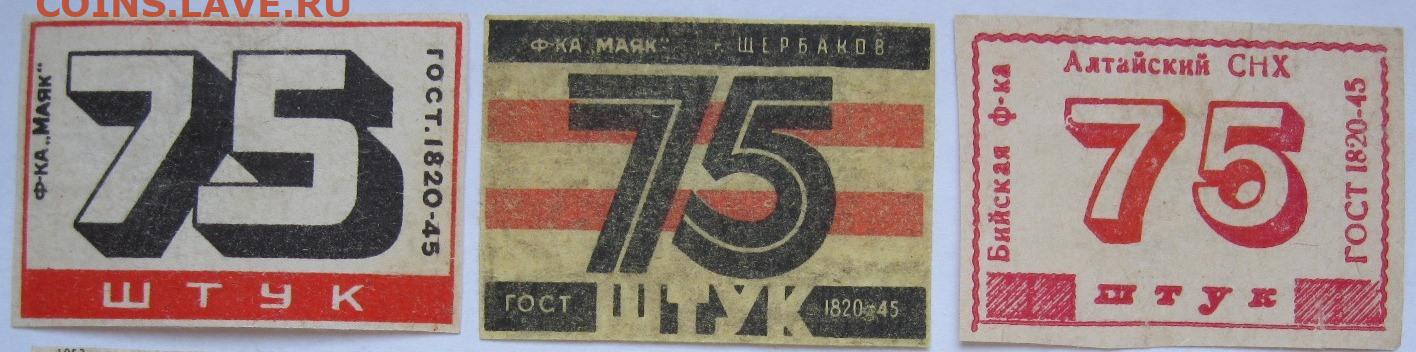 COINS.LAVE.RU
Ф-КА „МАЯК“
75
ГОСТ.1820-45
ШТУК
Ф-КА „МАЯК“ г. ЩЕРБАКОВ
75
ГОСТ ШТУК 1820-45
Алтайский СНХ
Бийская ф-ка
75
ГОСТ 1820-45
штук